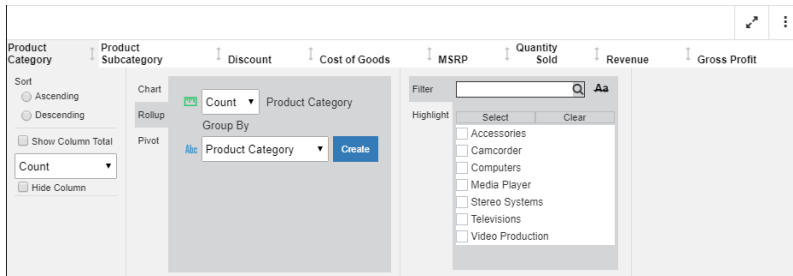 Product Category
Product Subcategory
Discount
Cost of Goods
MSRP
Quantity Sold
Revenue
Gross Profit
Sort
Ascending
Descending
Show Column Total
Count
Hide Column
Chart
Rollup
Pivot
Count Product Category
Group By
Abc Product Category Create
Filter Aa
Highlight
Select Clear
Accessories
Camcorder
Computers
Media Player
Stereo Systems
Televisions
Video Production